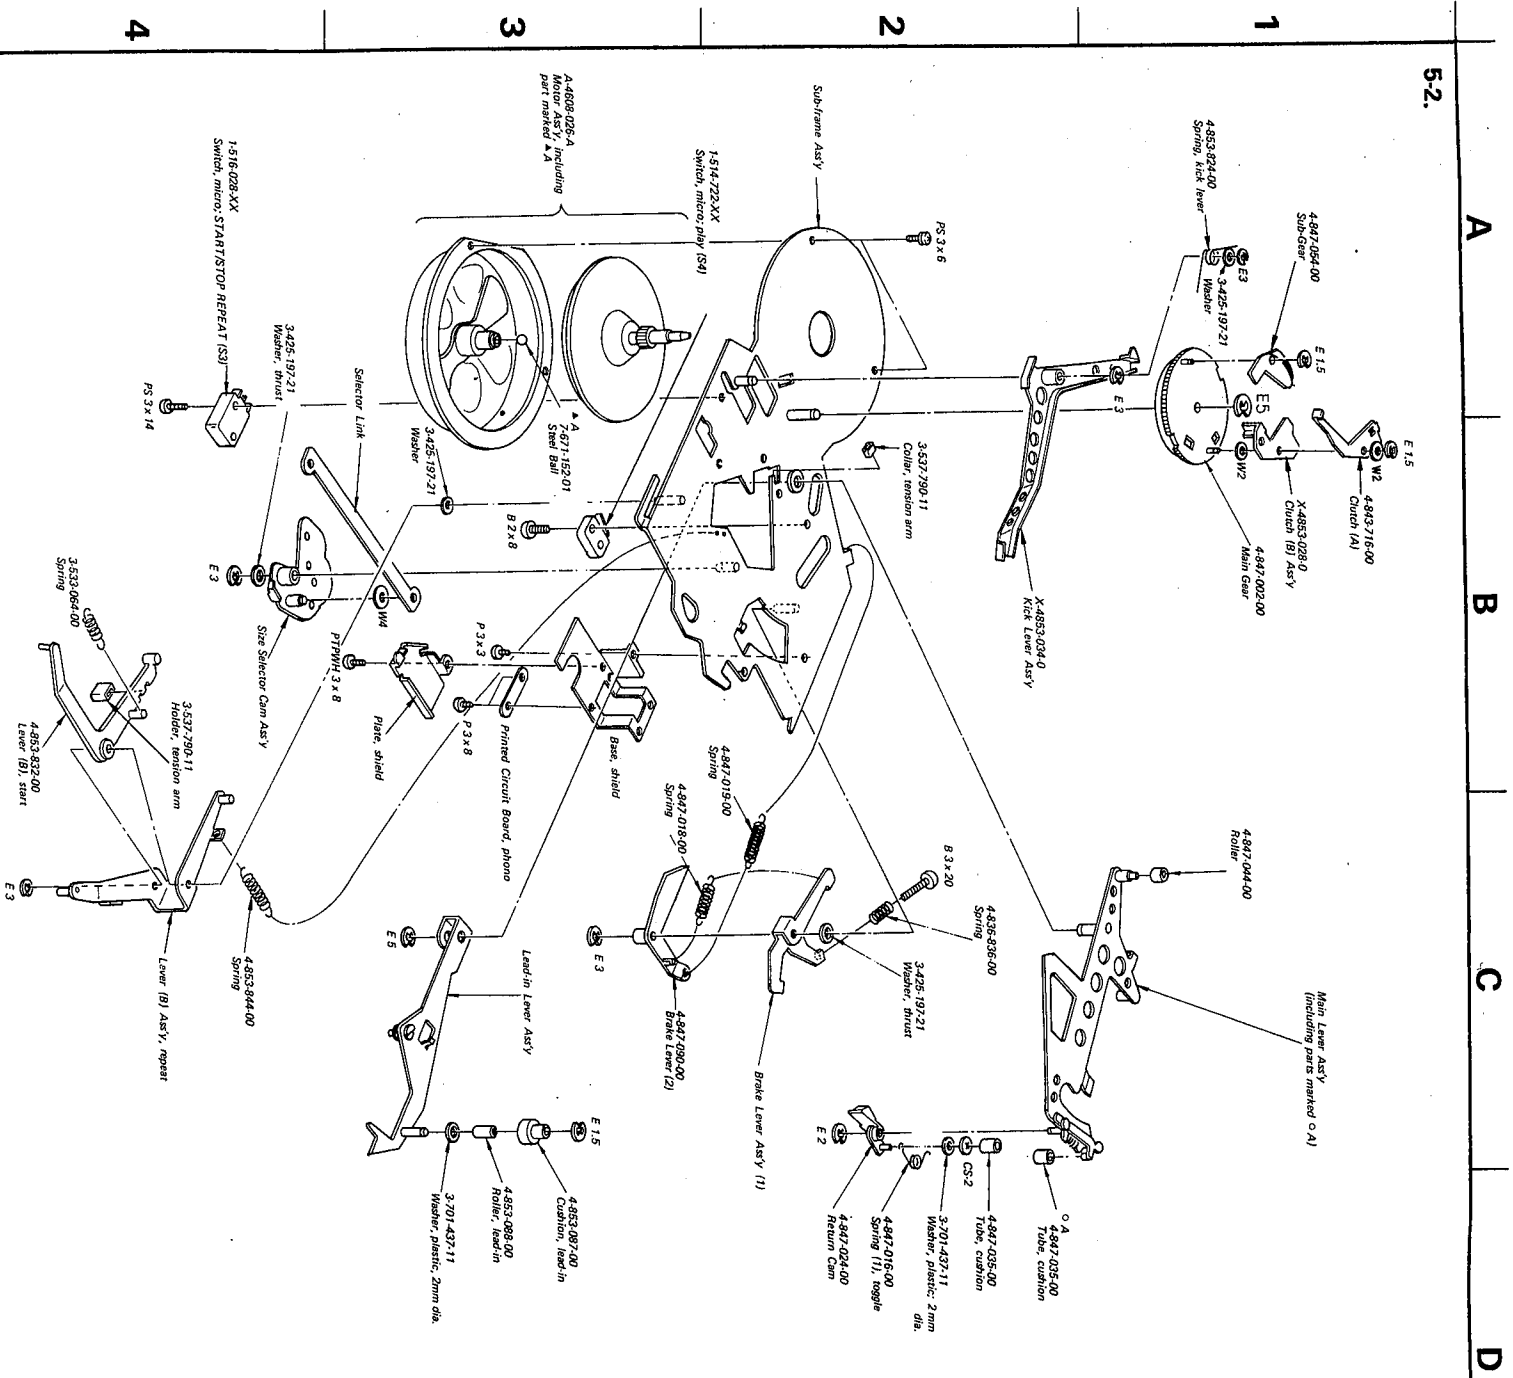 5-2.
A
B
C
D
1
2
3
4
4-853-824-00
Spring, kick lever
E3
3-425-197-21
Washer
4-847-054-00
Sub-Gear
E 1.5
E5
E 1.5
W2
W2
4-843-716-00
Clutch (A)
X-4853-028-0
Clutch (B) Ass'y
4-847-002-00
Main Gear
E 3
X-4853-034-0
Kick Lever Ass'y
4-847-044-00
Roller
Main Lever Ass'y
(including parts marked ○ A)
○ A
4-847-035-00
Tube, cushion
PS 3 x 6
Sub-frame Ass'y
3-537-790-11
Collar, tension arm
1-514-722-XX
Switch, micro; play (S4)
A-4608-026-A
Motor Ass'y, including
part marked ▲ A
▲ A
7-671-152-01
Steel Ball
3-425-197-21
Washer
B 2 x 8
B 3 x 20
4-836-836-00
Spring
3-425-197-21
Washer, thrust
4-847-019-00
Spring
4-847-018-00
Spring
E 3
4-847-090-00
Brake Lever (2)
Brake Lever Ass'y (1)
4-847-035-00
Tube, cushion
CS-2
3-701-437-11
Washer, plastic; 2 mm
dia.
4-847-016-00
Spring (1), toggle
4-847-024-00
Return Cam
E 2
1-516-028-XX
Switch, micro; START/STOP REPEAT (S3)
PS 3 x 14
3-425-197-21
Washer, thrust
Selector Link
E 3
W4
Size Selector Cam Ass'y
P 3 x 3
PTPWH 3 x 8
P 3 x 8
Plate, shield
Printed Circuit Board, phono
Base, shield
3-533-064-00
Spring
3-537-790-11
Holder, tension arm
4-853-832-00
Lever (B), start
E 3
4-853-844-00
Spring
Lever (B) Ass'y, repeat
E 5
Lead-in Lever Ass'y
E 1.5
4-853-087-00
Cushion, lead-in
4-853-088-00
Roller, lead-in
3-701-437-11
Washer, plastic, 2mm dia.